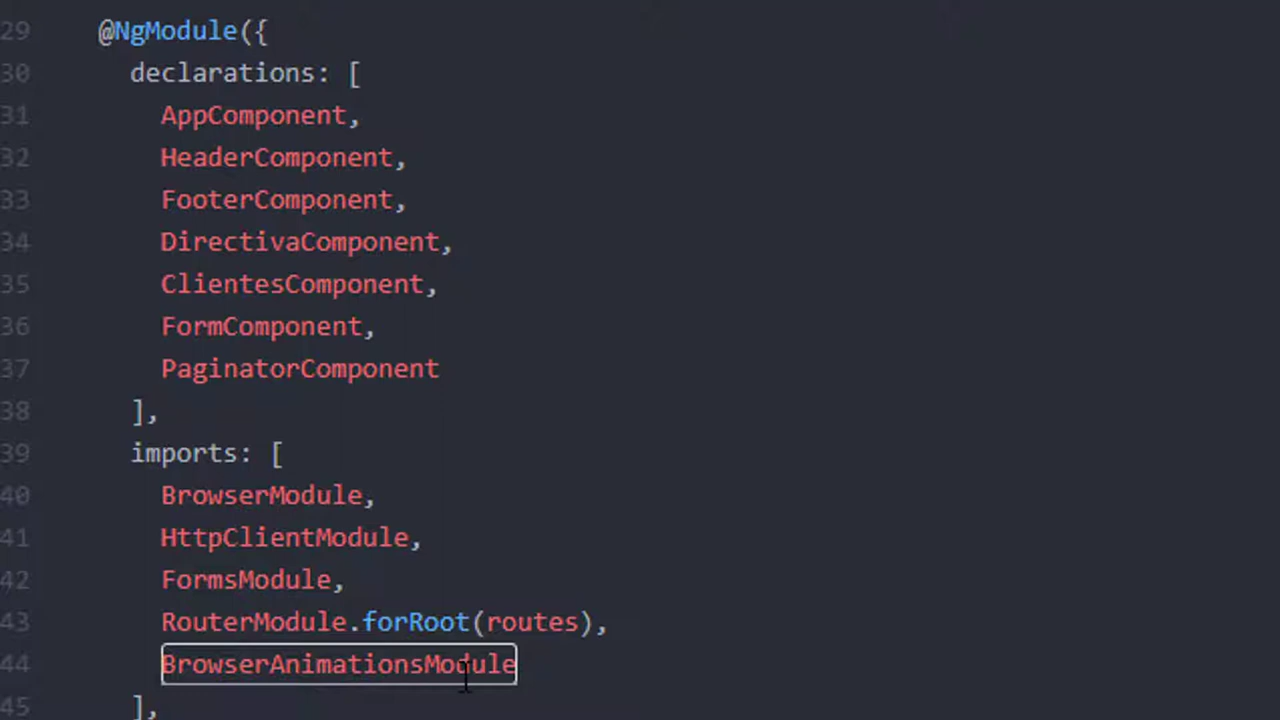 29 @NgModule({
30 declarations: [
31 AppComponent,
32 HeaderComponent,
33 FooterComponent,
34 DirectivaComponent,
35 ClientesComponent,
36 FormComponent,
37 PaginatorComponent
38 ],
39 imports: [
40 BrowserModule,
41 HttpClientModule,
42 FormsModule,
43 RouterModule.forRoot(routes),
44 BrowserAnimationsModule
45 ],